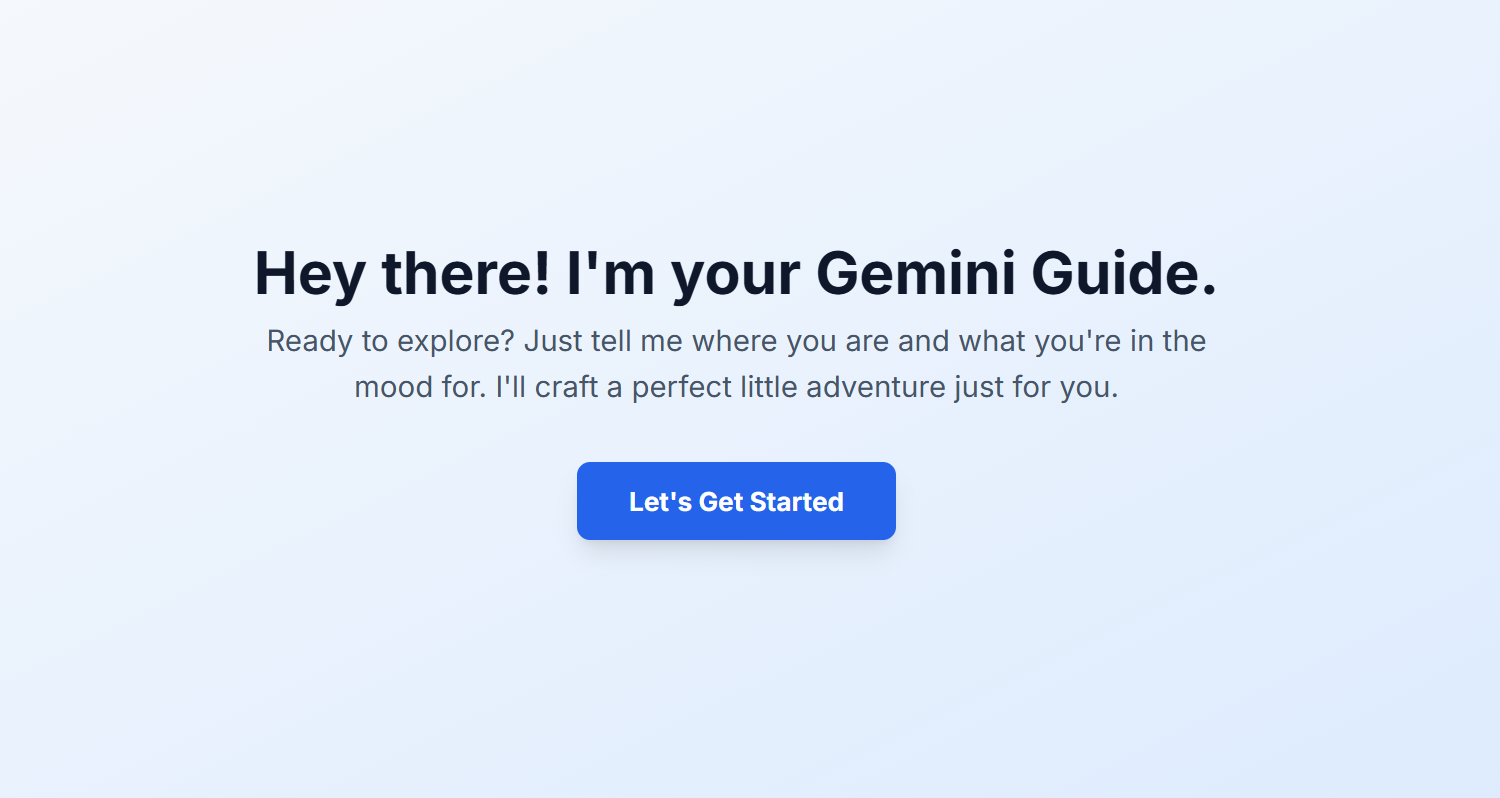 Hey there! I'm your Gemini Guide.
Ready to explore? Just tell me where you are and what you're in the
mood for. I'll craft a perfect little adventure just for you.
Let's Get Started